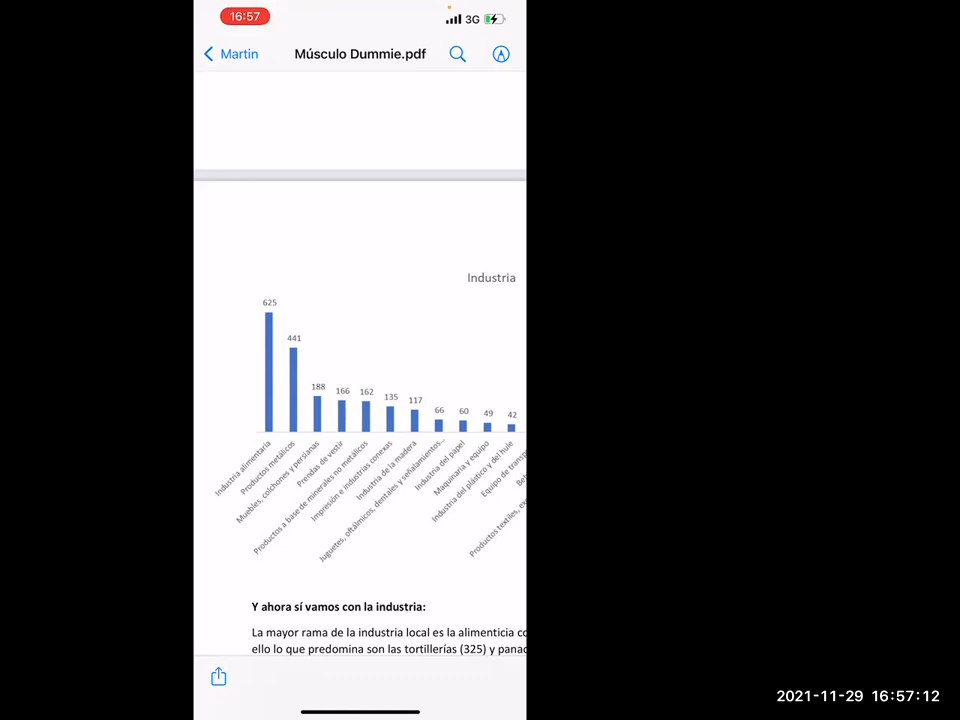 16:57
3G
Martin
Músculo Dummie.pdf
Industria
625
441
188
166
162
135
117
66
60
49
42
Industria alimentaria
Productos metálicos
Muebles, colchones y persianas
Prendas de vestir
Productos a base de minerales no metálicos
Impresión e industrias conexas
Industria de la madera
Juguetes, oftálmicos, dentales y señalamientos...
Industria del papel
Maquinaria y equipo
Industria del plástico y del hule
Equipo de transp
Beb
Productos textiles, ex
Y ahora sí vamos con la industria:
La mayor rama de la industria local es la alimenticia co
ello lo que predomina son las tortillerías (325) y panad
2021-11-29 16:57:12